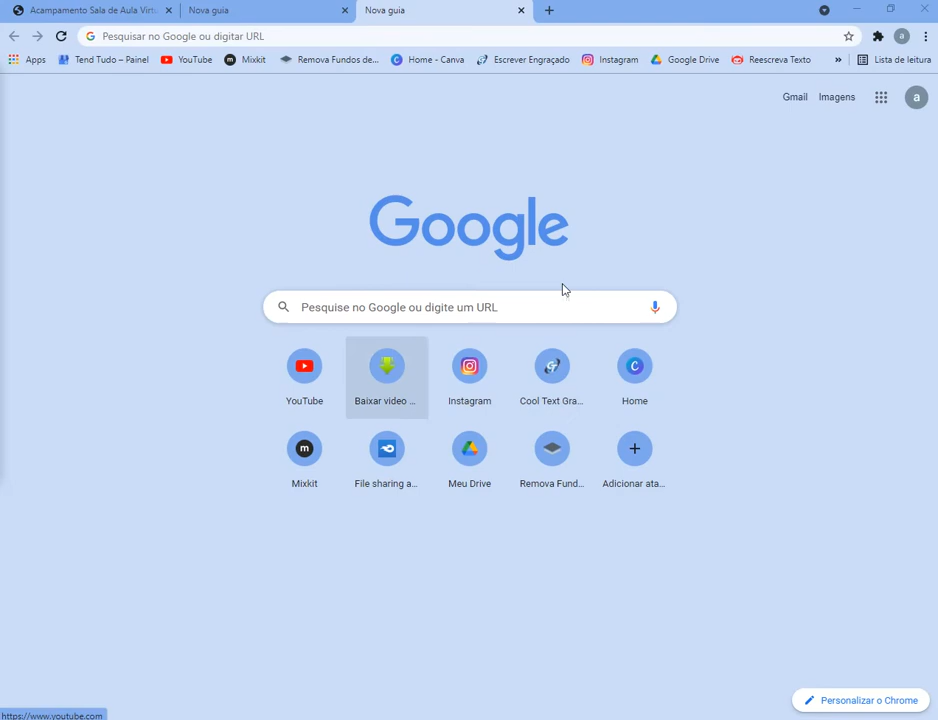 Acampamento Sala de Aula Virtu
Nova guia
Nova guia
Pesquisar no Google ou digitar URL
Apps
Tend Tudo – Painel
YouTube
Mixkit
Remova Fundos de...
Home - Canva
Escrever Engraçado
Instagram
Google Drive
Reescreva Texto
»
Lista de leitura
Gmail
Imagens
a
Google
Pesquise no Google ou digite um URL
YouTube
Baixar video ...
Instagram
Cool Text Gra...
Home
Mixkit
File sharing a...
Meu Drive
Remova Fund...
Adicionar ata...
Personalizar o Chrome
https://www.youtube.com